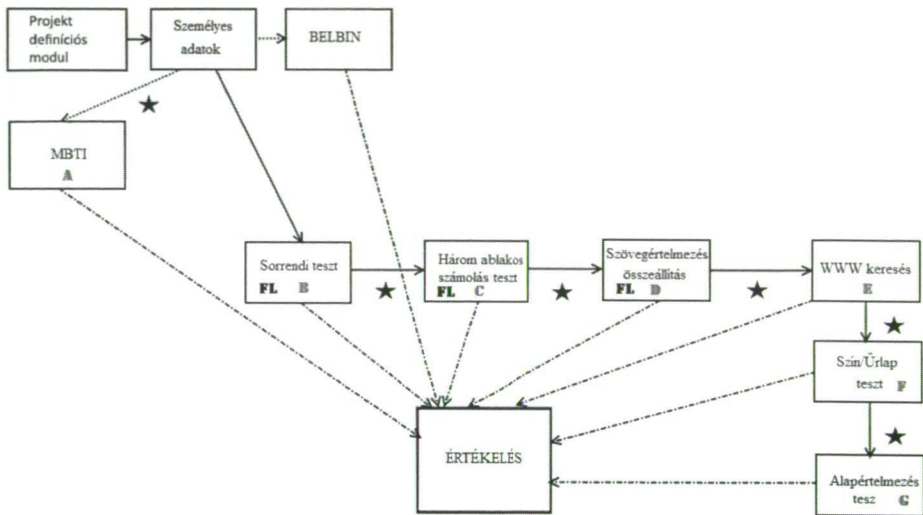 Projekt
definíciós
modul
Személyes
adatok
BELBIN
MBTI
A
Sorrendi teszt
FL B
Három ablakos
számolás teszt
FL C
Szövegértelmezés
összeállítás
FL D
WWW keresés
E
Szín/Űrlap
teszt F
ÉRTÉKELÉS
Alapértelmezés
tesz G